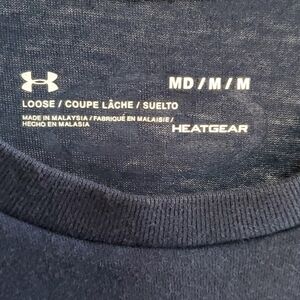 MD / M / M
LOOSE / COUPE LÂCHE / SUELTO
MADE IN MALAYSIA / FABRIQUÉ EN MALAISIE /
HECHO EN MALASIA
HEATGEAR